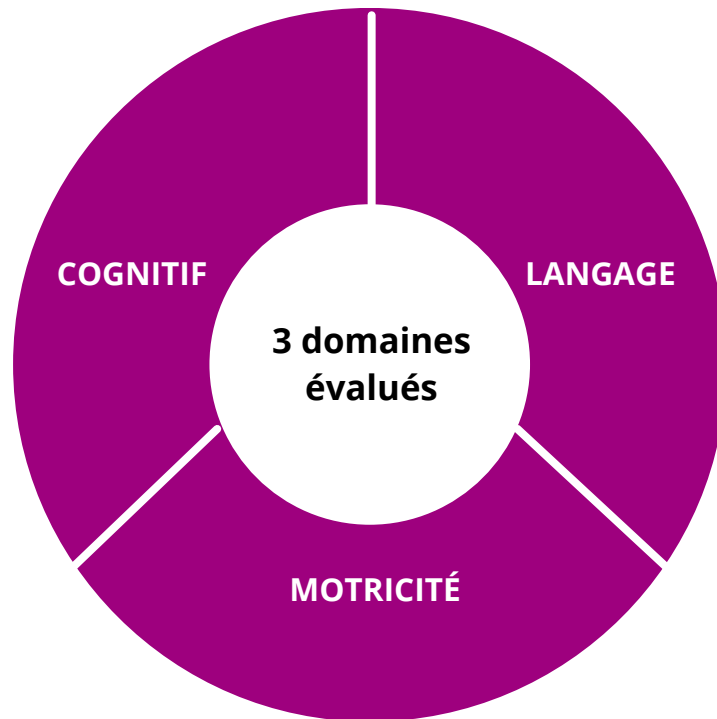 COGNITIF
LANGAGE
3 domaines
évalués
MOTRICITÉ